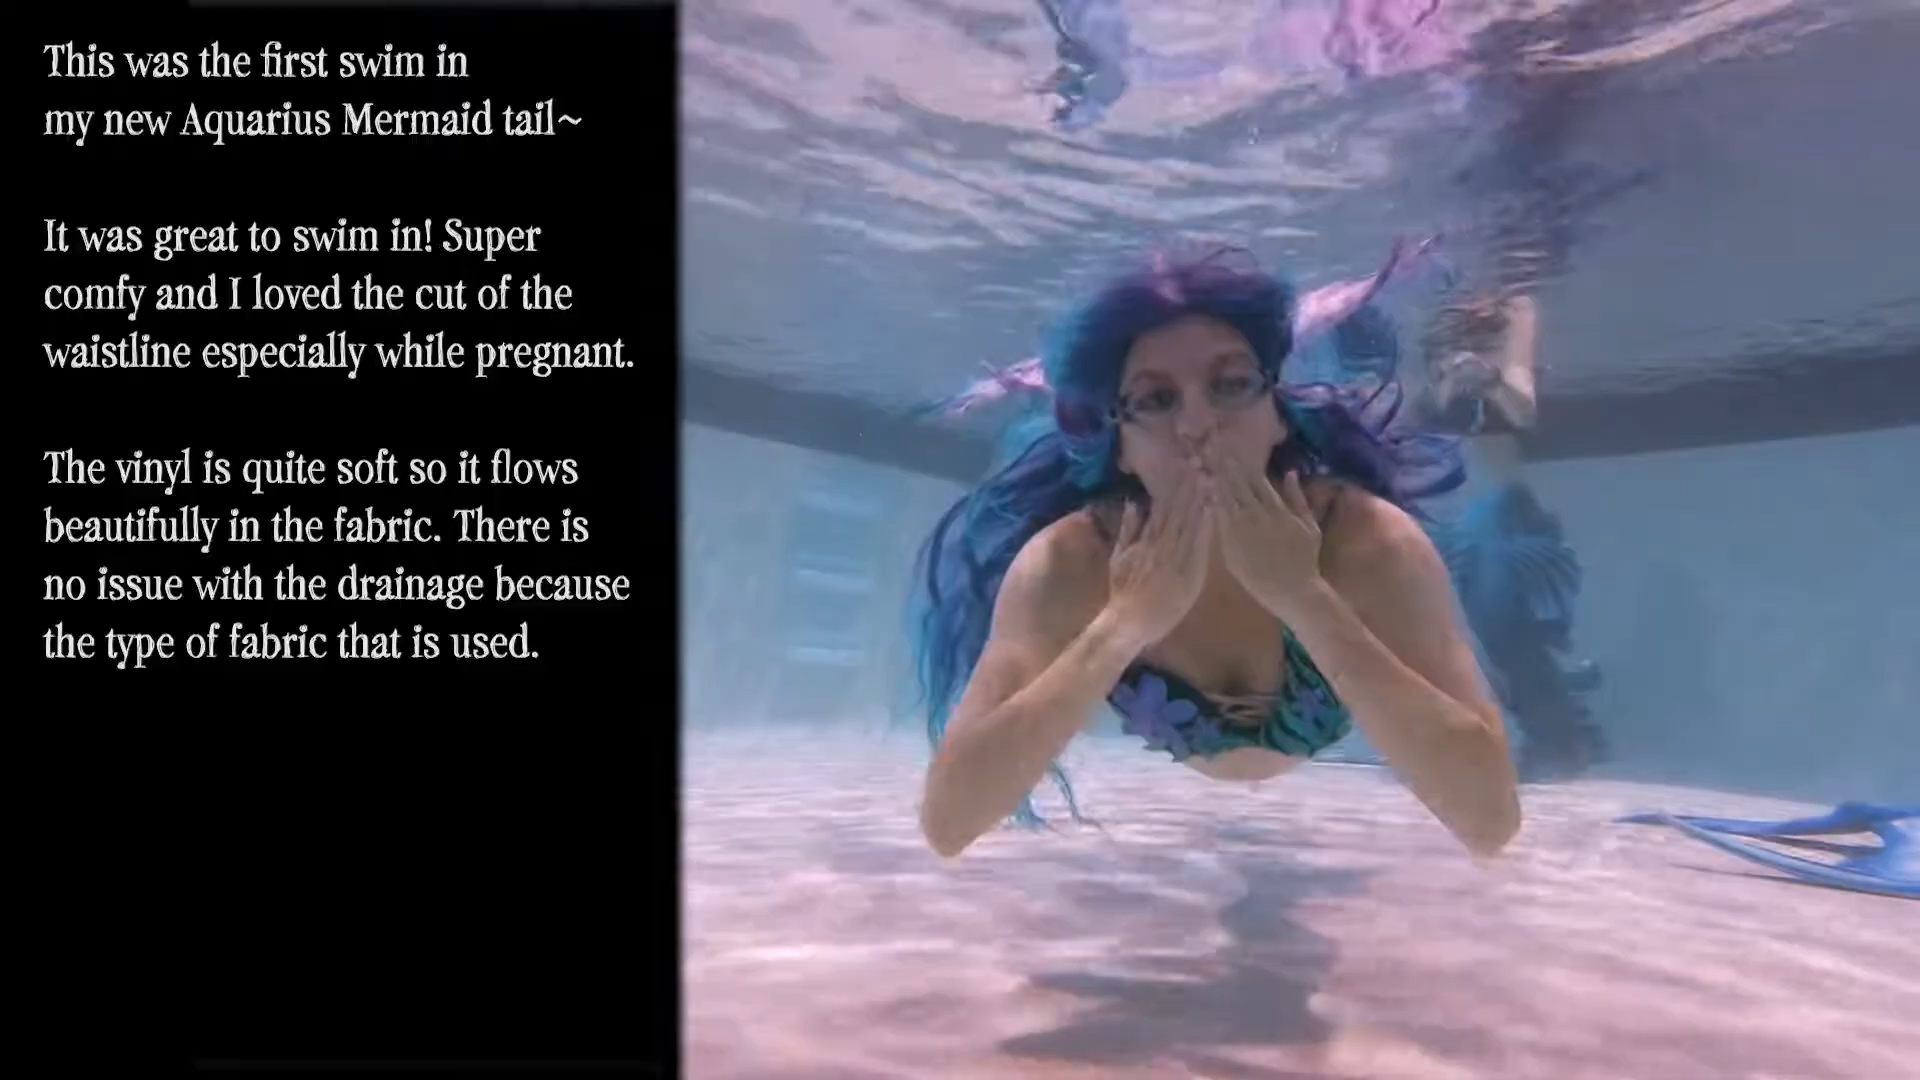 This was the first swim in
my new Aquarius Mermaid tail~
It was great to swim in! Super
comfy and I loved the cut of the
waistline especially while pregnant.
The vinyl is quite soft so it flows
beautifully in the fabric. There is
no issue with the drainage because
the type of fabric that is used.